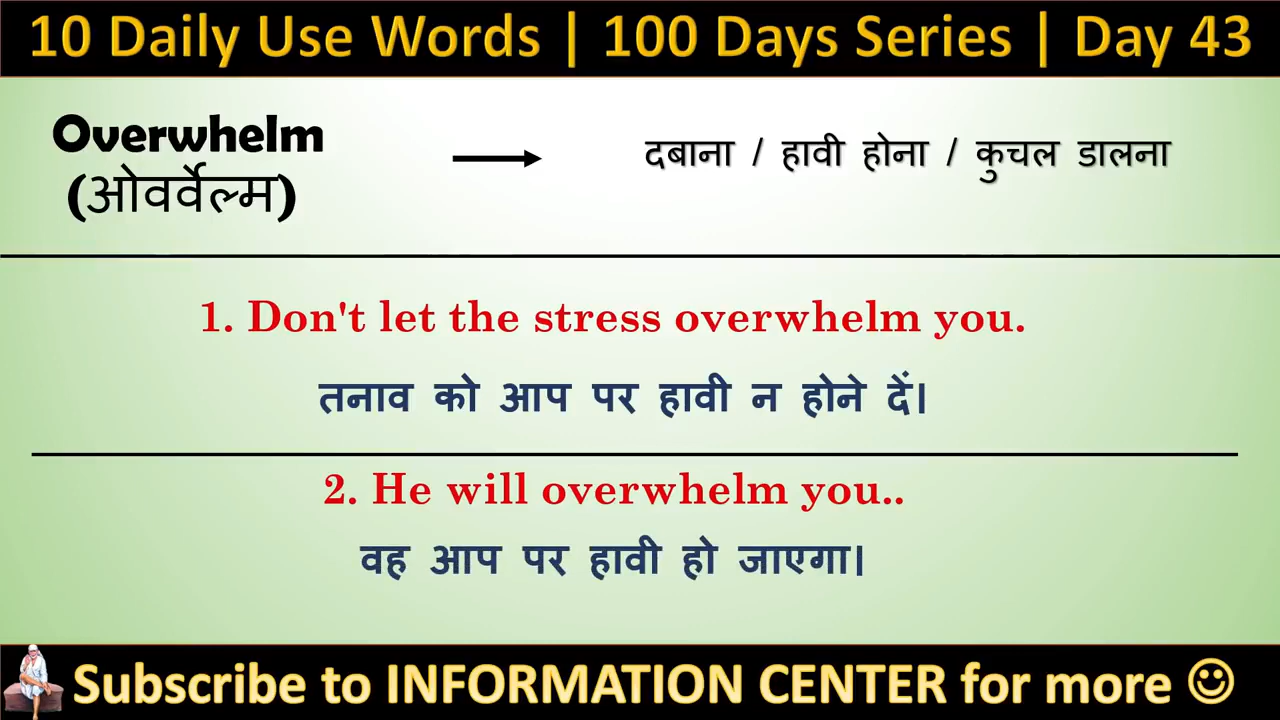 10 Daily Use Words | 100 Days Series | Day 43
Overwhelm
(ओवर्वेल्म)
दबाना / हावी होना / कुचल डालना
1. Don't let the stress overwhelm you.
तनाव को आप पर हावी न होने दें।
2. He will overwhelm you..
वह आप पर हावी हो जाएगा।
Subscribe to INFORMATION CENTER for more ☺